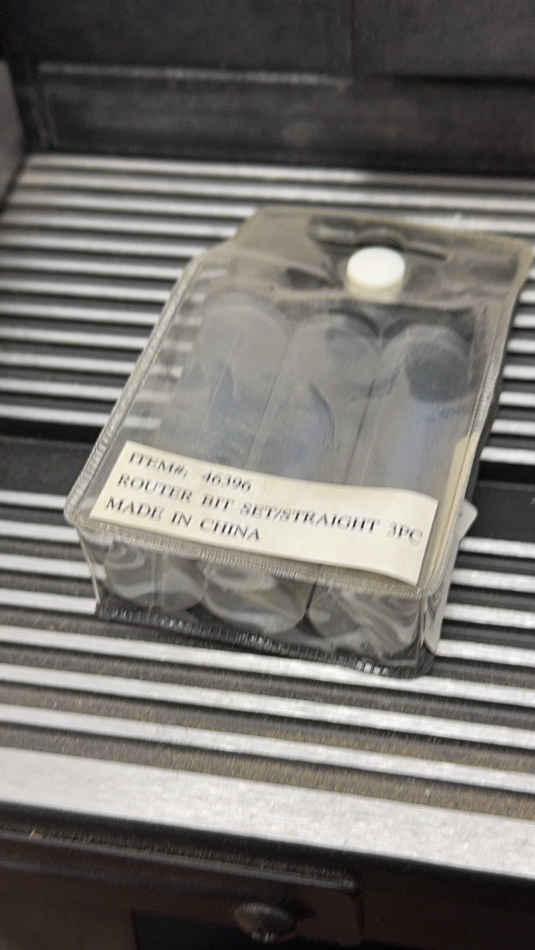 ITEM#: 46396
ROUTER BIT SET/STRAIGHT 3PC
MADE IN CHINA